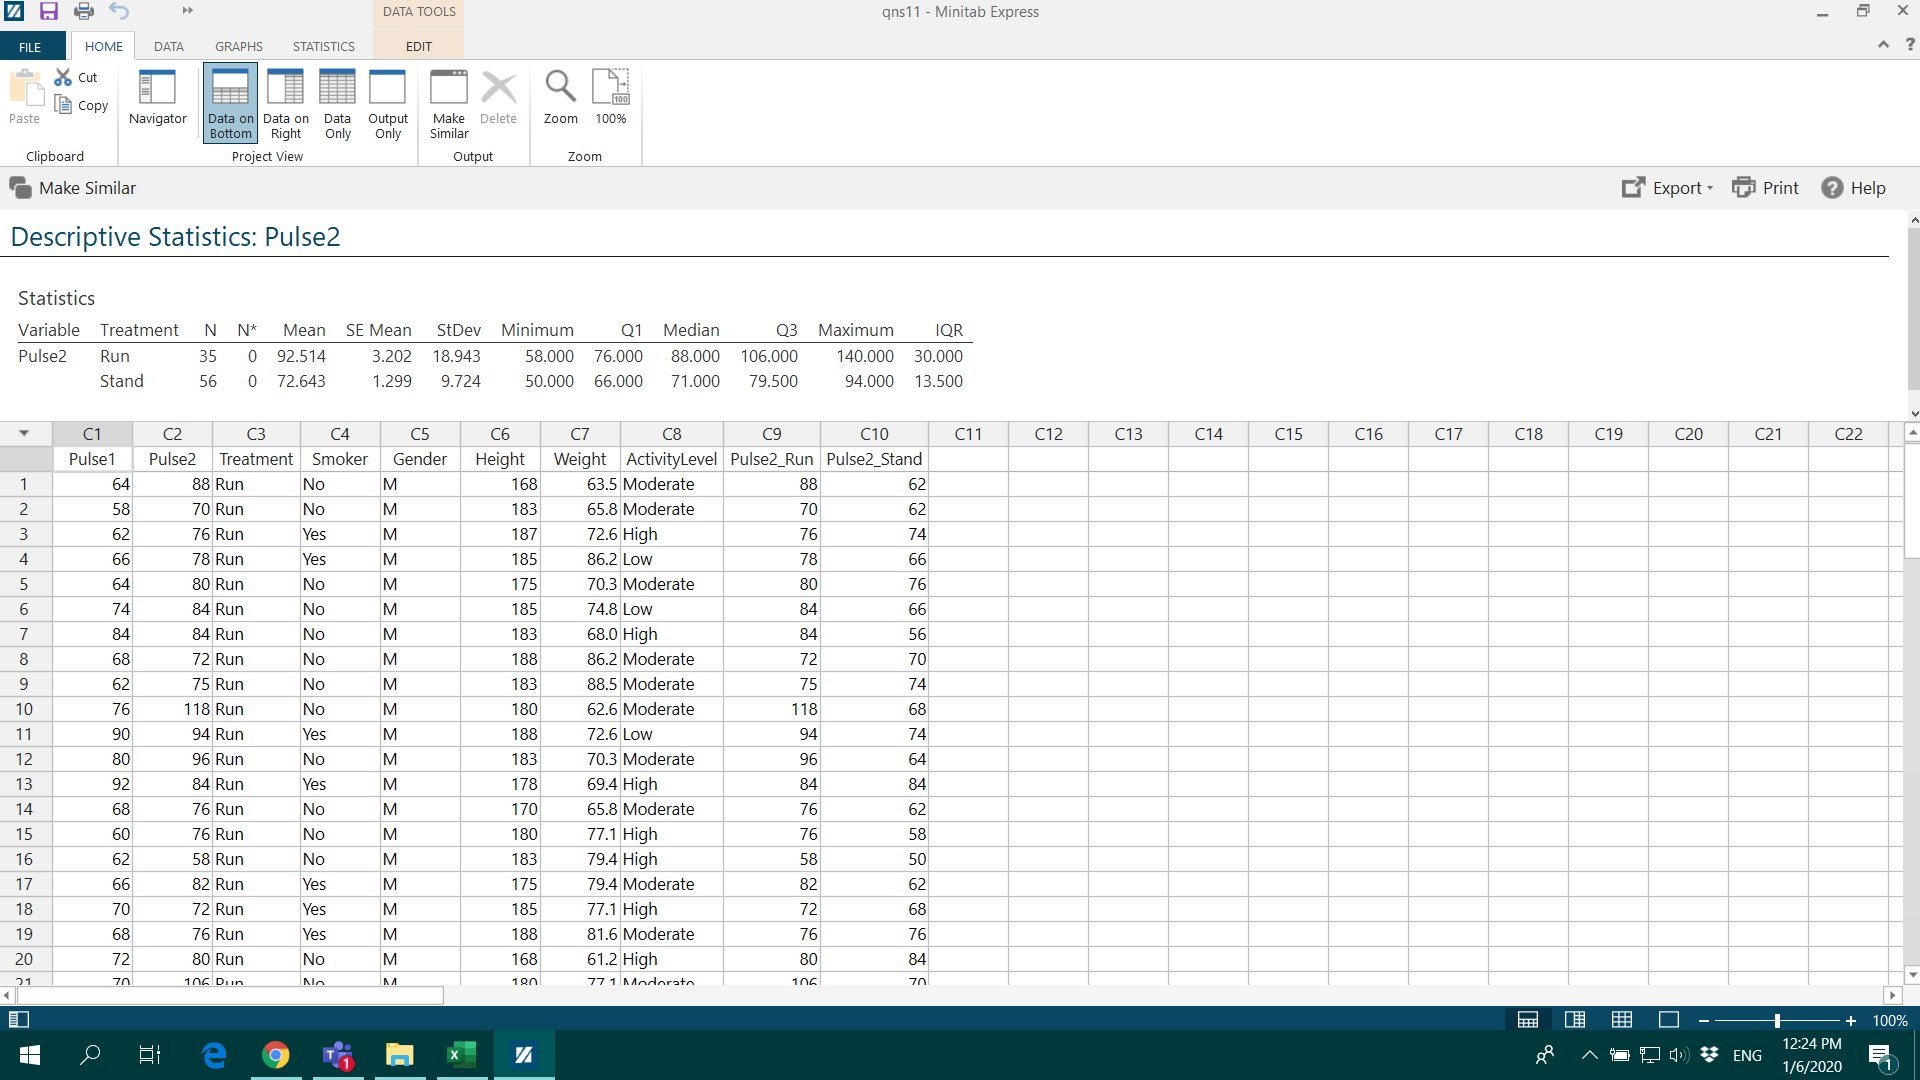 DATA TOOLS
qns11 - Minitab Express
FILE HOME DATA GRAPHS STATISTICS EDIT
?
Paste Cut Copy
Clipboard
Navigator Data on Bottom Data on Right Data Only Output Only
Project View
Make Similar Delete
Output
Zoom 100%
Zoom
Make Similar Export Print ? Help
Descriptive Statistics: Pulse2
Statistics
Variable Treatment N N* Mean SE Mean StDev Minimum Q1 Median Q3 Maximum IQR
Pulse2 Run 35 0 92.514 3.202 18.943 58.000 76.000 88.000 106.000 140.000 30.000
Stand 56 0 72.643 1.299 9.724 50.000 66.000 71.000 79.500 94.000 13.500
C1 C2 C3 C4 C5 C6 C7 C8 C9 C10 C11 C12 C13 C14 C15 C16 C17 C18 C19 C20 C21 C22
Pulse1 Pulse2 Treatment Smoker Gender Height Weight ActivityLevel Pulse2_Run Pulse2_Stand
1 64 88 Run No M 168 63.5 Moderate 88 62
2 58 70 Run No M 183 65.8 Moderate 70 62
3 62 76 Run Yes M 187 72.6 High 76 74
4 66 78 Run Yes M 185 86.2 Low 78 66
5 64 80 Run No M 175 70.3 Moderate 80 76
6 74 84 Run No M 185 74.8 Low 84 66
7 84 84 Run No M 183 68.0 High 84 56
8 68 72 Run No M 188 86.2 Moderate 72 70
9 62 75 Run No M 183 88.5 Moderate 75 74
10 76 118 Run No M 180 62.6 Moderate 118 68
11 90 94 Run Yes M 188 72.6 Low 94 74
12 80 96 Run No M 183 70.3 Moderate 96 64
13 92 84 Run Yes M 178 69.4 High 84 84
14 68 76 Run No M 170 65.8 Moderate 76 62
15 60 76 Run No M 180 77.1 High 76 58
16 62 58 Run No M 183 79.4 High 58 50
17 66 82 Run Yes M 175 79.4 Moderate 82 62
18 70 72 Run Yes M 185 77.1 High 72 68
19 68 76 Run Yes M 188 81.6 Moderate 76 76
20 72 80 Run No M 168 61.2 High 80 84
21 70 106 Run No M 180 77.1 Moderate 106 70
100%
ENG 12:24 PM
1/6/2020